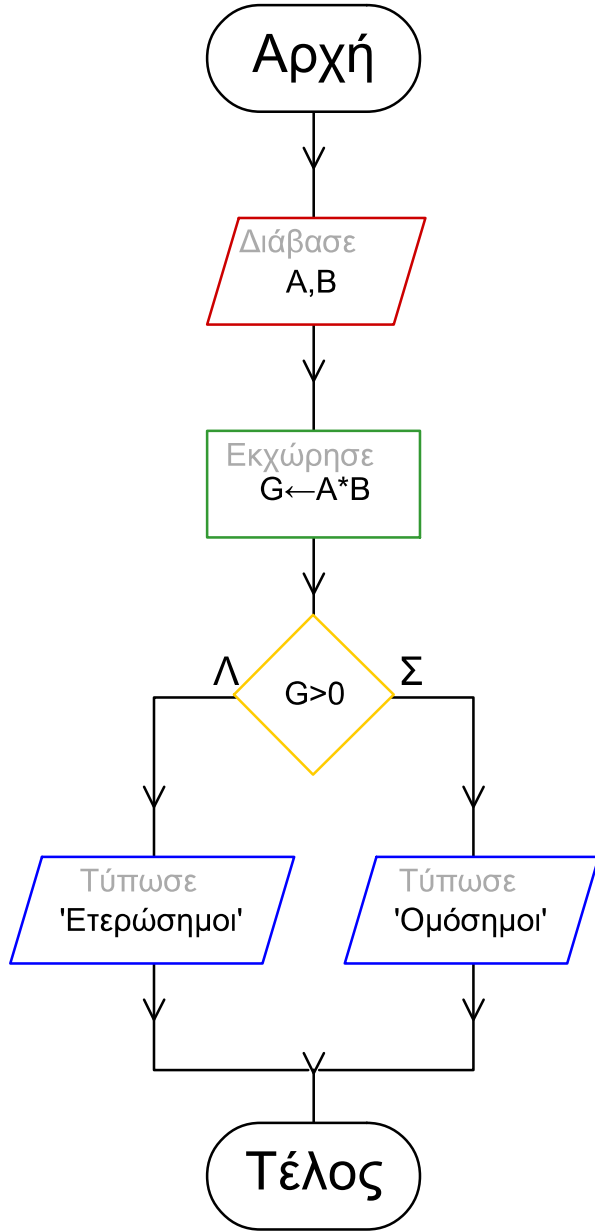 Αρχή
Διάβασε
Α,Β
Εκχώρησε
G←A*B
Λ
G>0
Σ
Τύπωσε
'Ετερώσημοι'
Τύπωσε
'Ομόσημοι'
Τέλος